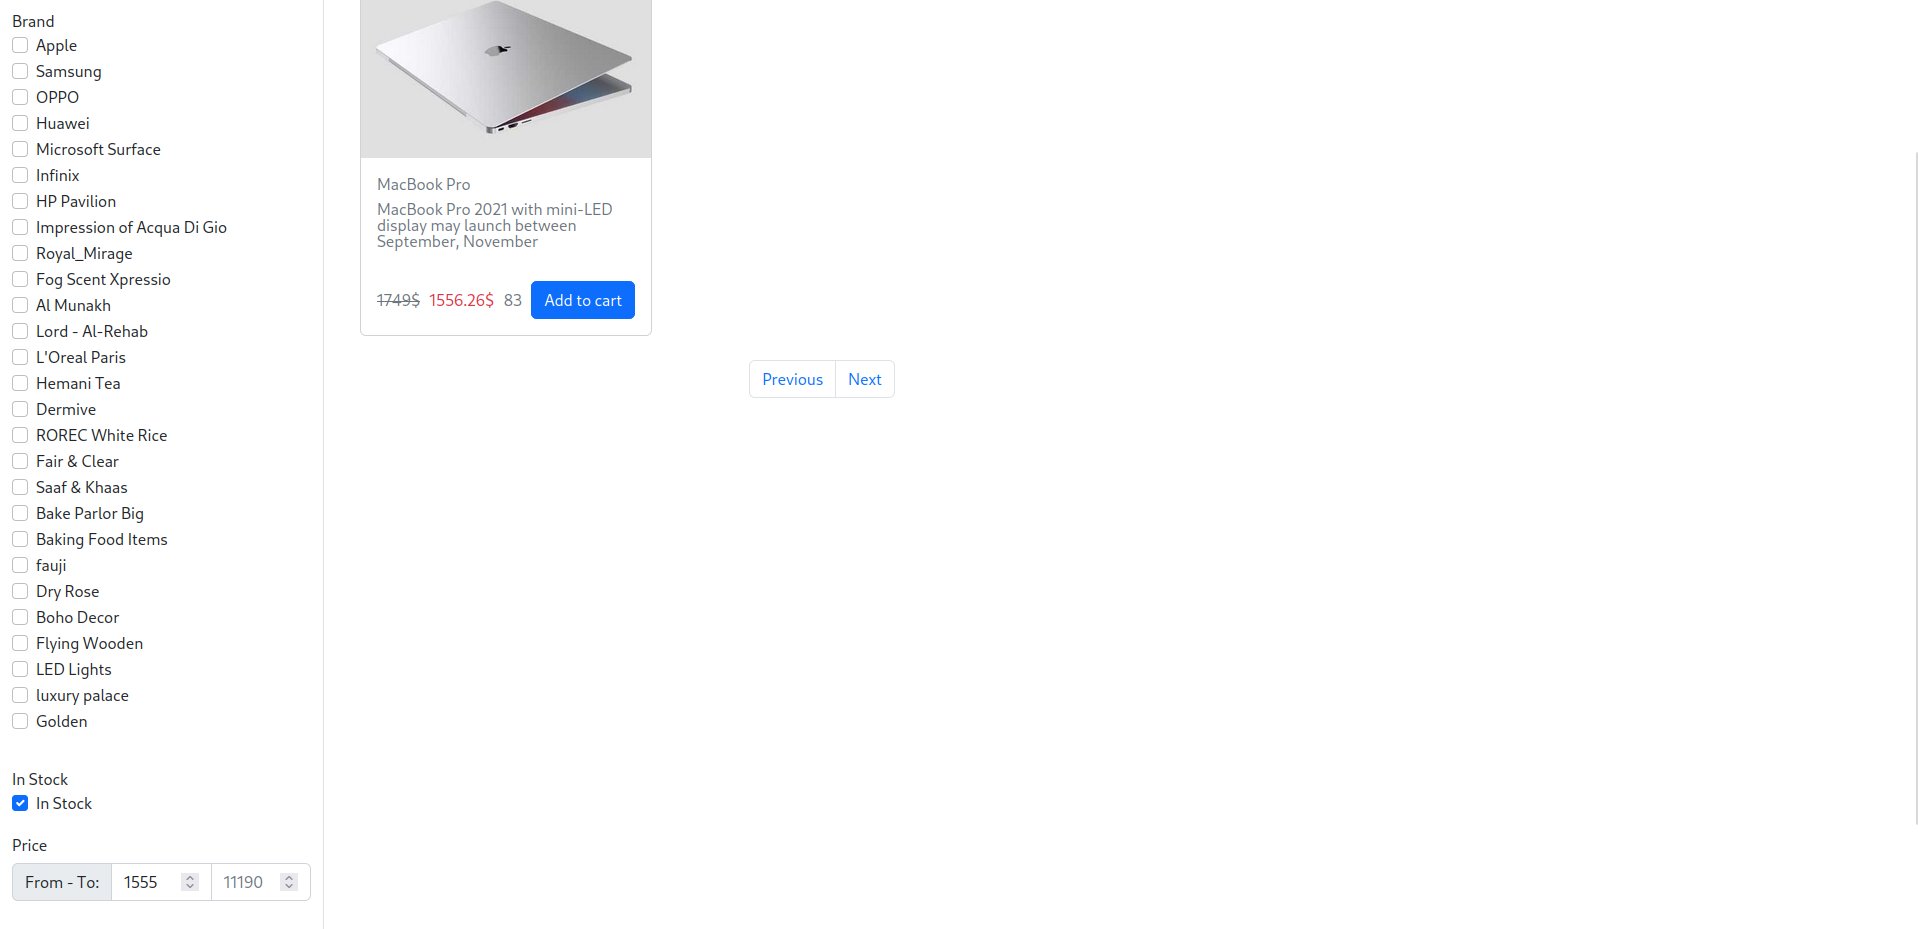 Brand
Apple
Samsung
OPPO
Huawei
Microsoft Surface
Infinix
HP Pavilion
Impression of Acqua Di Gio
Royal_Mirage
Fog Scent Xpressio
Al Munakh
Lord - Al-Rehab
L'Oreal Paris
Hemani Tea
Dermive
ROREC White Rice
Fair & Clear
Saaf & Khaas
Bake Parlor Big
Baking Food Items
fauji
Dry Rose
Boho Decor
Flying Wooden
LED Lights
luxury palace
Golden
In Stock
In Stock
Price
From - To: 1555 11190
MacBook Pro
MacBook Pro 2021 with mini-LED
display may launch between
September, November
1749$ 1556.26$ 83 Add to cart
Previous Next